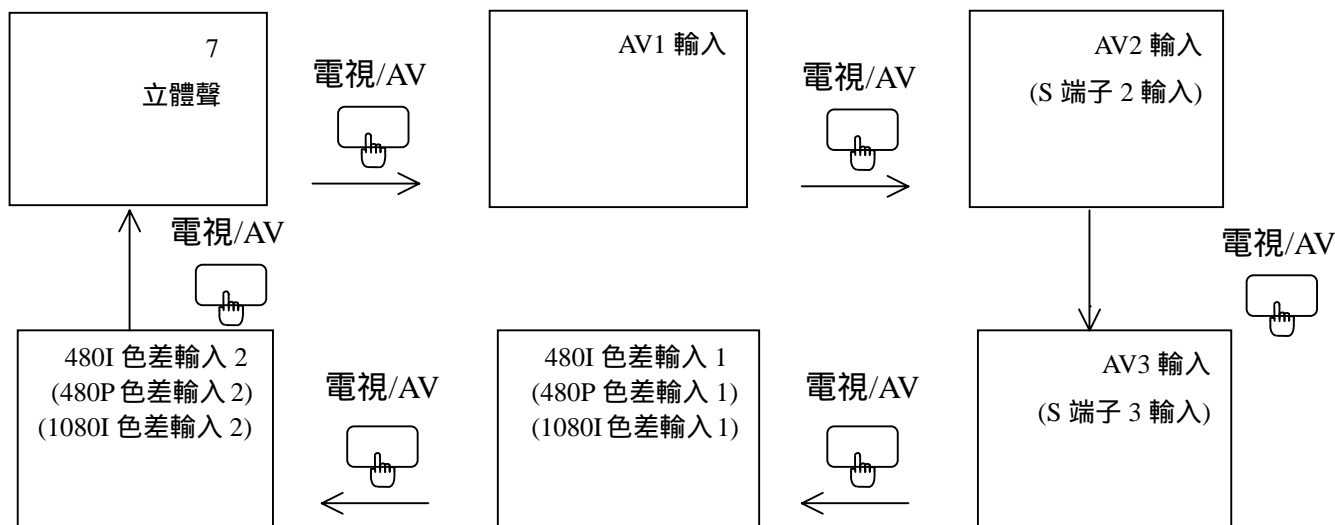 7
立體聲
電視/AV
AV1 輸入
電視/AV
AV2 輸入
(S 端子 2 輸入)
電視/AV
電視/AV
480I 色差輸入 2
(480P 色差輸入 2)
(1080I 色差輸入 2)
電視/AV
480I 色差輸入 1
(480P 色差輸入 1)
(1080I 色差輸入 1)
電視/AV
AV3 輸入
(S 端子 3 輸入)